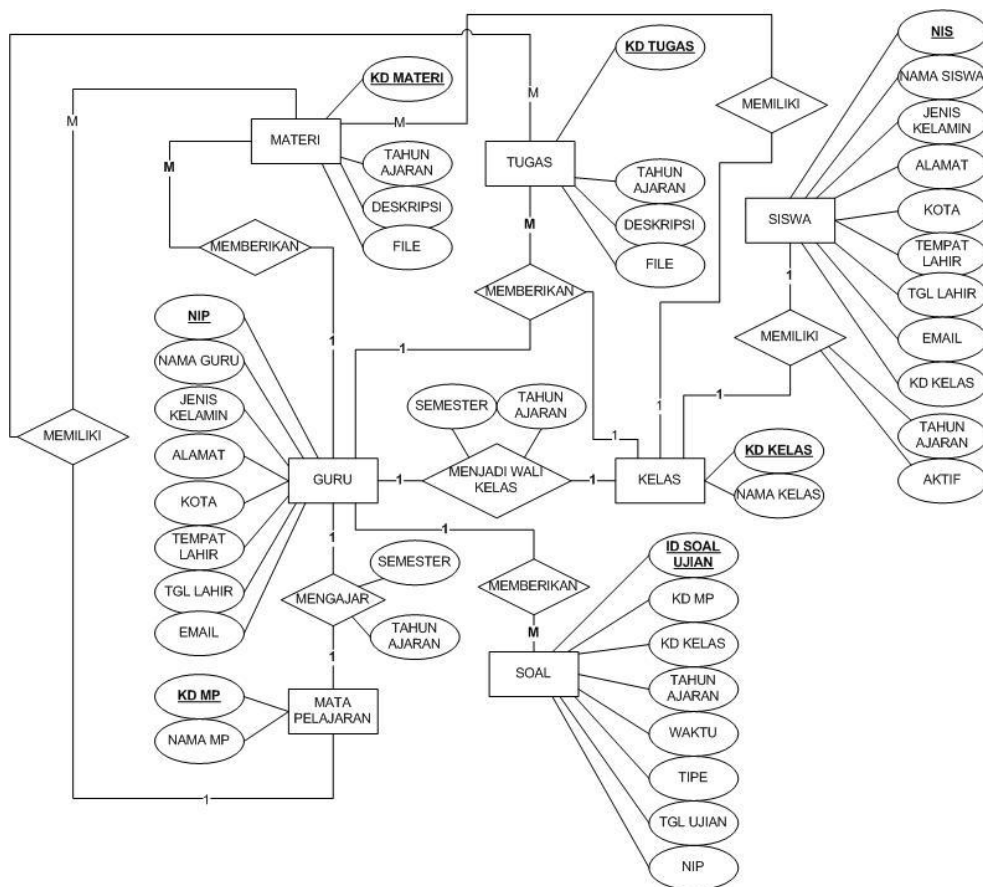 KD MATERI
MATERI
TAHUN
AJARAN
DESKRIPSI
FILE
M
M
M
MEMBERIKAN
1
KD TUGAS
TUGAS
TAHUN
AJARAN
DESKRIPSI
FILE
M
M
MEMBERIKAN
1
1
MEMILIKI
1
NIS
NAMA SISWA
JENIS
KELAMIN
ALAMAT
KOTA
TEMPAT
LAHIR
TGL LAHIR
EMAIL
KD KELAS
SISWA
1
MEMILIKI
1
TAHUN
AJARAN
AKTIF
NIP
NAMA GURU
JENIS
KELAMIN
ALAMAT
KOTA
TEMPAT
LAHIR
TGL LAHIR
EMAIL
MEMILIKI
GURU
1
SEMESTER
TAHUN
AJARAN
MENJADI WALI
KELAS
1
KELAS
KD KELAS
NAMA KELAS
1
MENGAJAR
SEMESTER
TAHUN
AJARAN
1
KD MP
NAMA MP
MATA
PELAJARAN
1
1
MEMBERIKAN
M
SOAL
ID SOAL
UJIAN
KD MP
KD KELAS
TAHUN
AJARAN
WAKTU
TIPE
TGL UJIAN
NIP